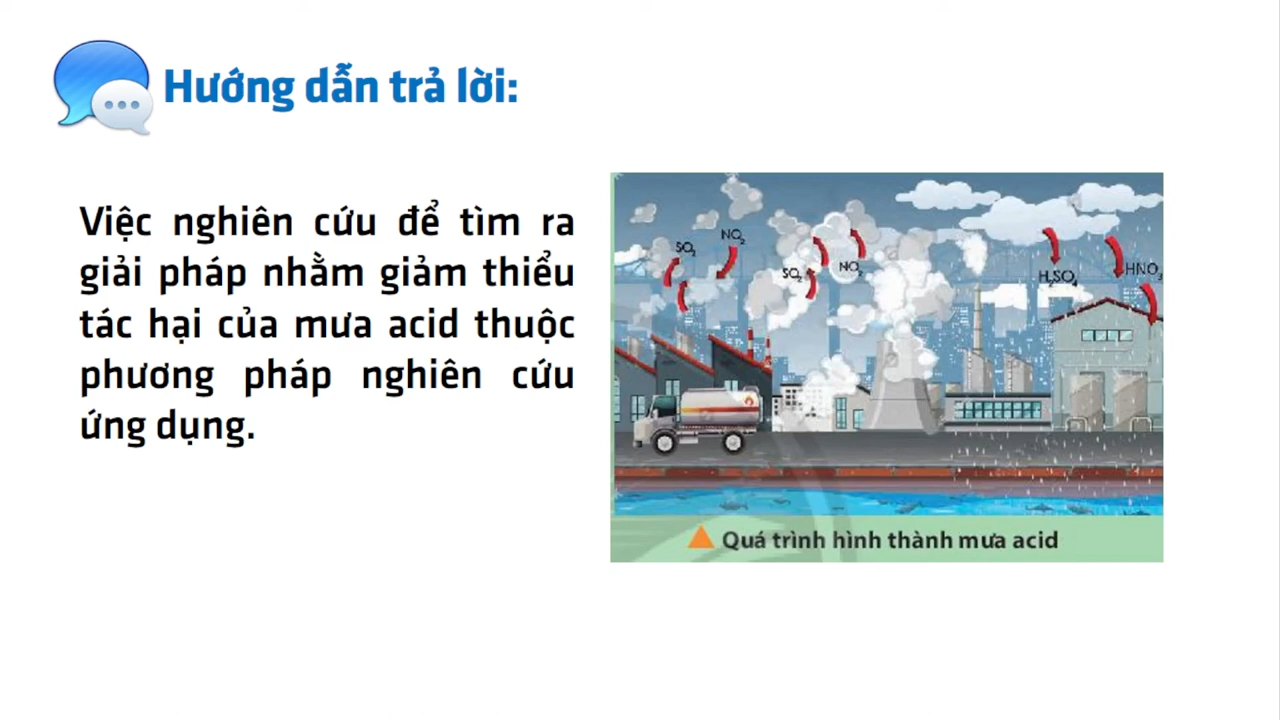 Hướng dẫn trả lời:
Việc nghiên cứu để tìm ra
giải pháp nhằm giảm thiểu
tác hại của mưa acid thuộc
phương pháp nghiên cứu
ứng dụng.
SO₂
NO₂
SO₂
NO₂
H₂SO₄
HNO₃
Quá trình hình thành mưa acid